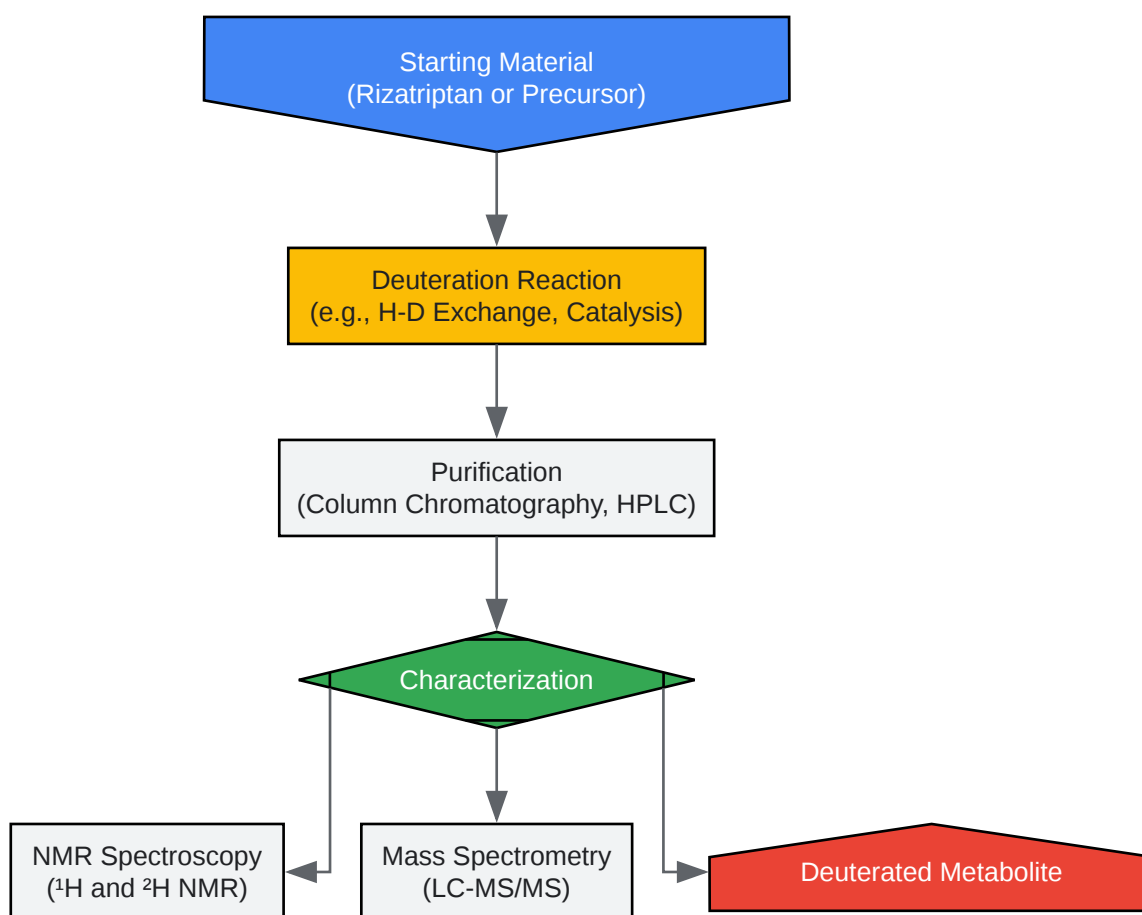 Starting Material
(Rizatriptan or Precursor)
Deuteration Reaction
(e.g., H-D Exchange, Catalysis)
Purification
(Column Chromatography, HPLC)
Characterization
NMR Spectroscopy
(¹H and ²H NMR)
Mass Spectrometry
(LC-MS/MS)
Deuterated Metabolite